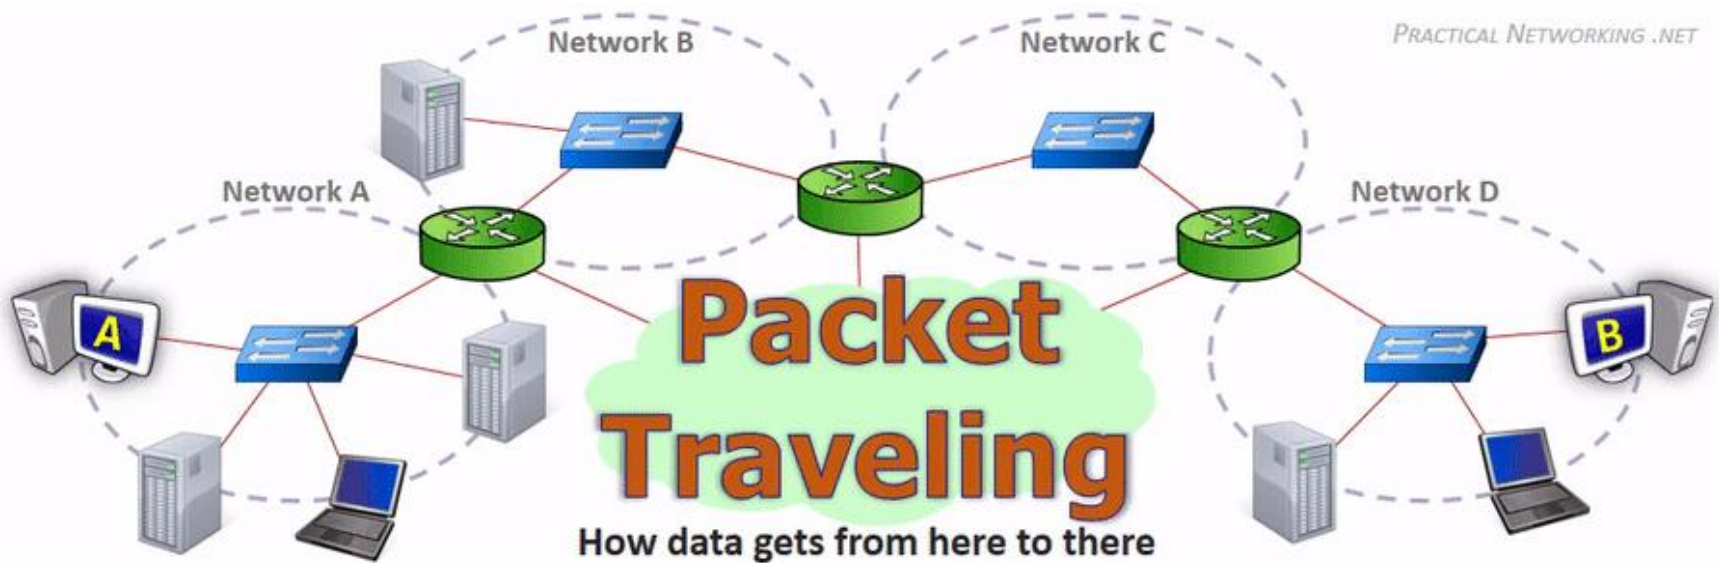 Network B
Network C
PRACTICAL NETWORKING .NET
Network A
Network D
A
B
Packet
Traveling
How data gets from here to there